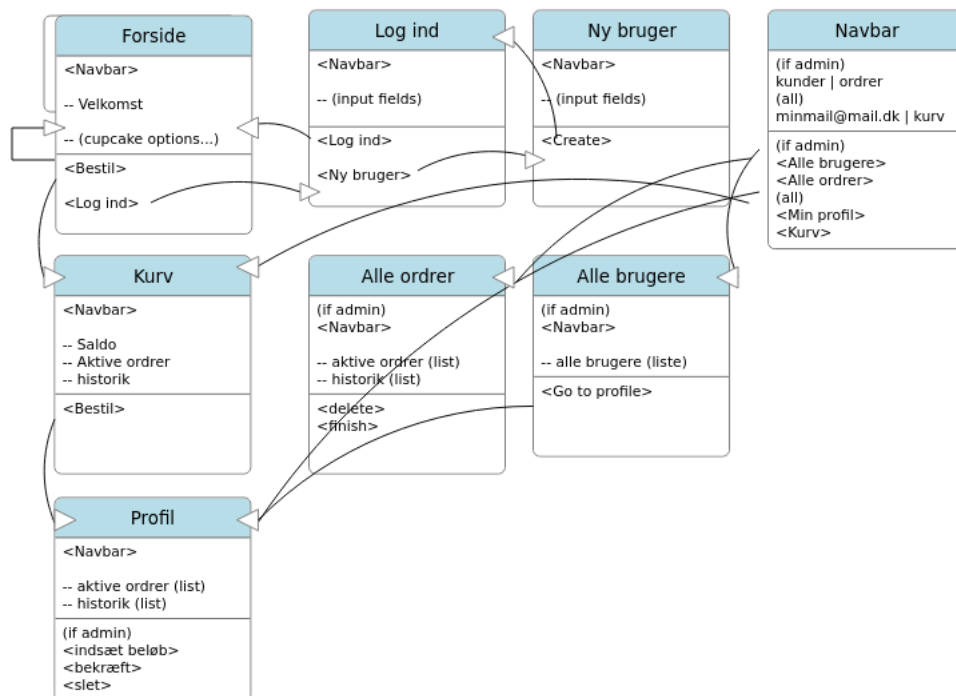 Forside
<Navbar>
-- Velkomst
-- (cupcake options...)
<Bestil>
<Log ind>
Log ind
<Navbar>
-- (input fields)
<Log ind>
<Ny bruger>
Ny bruger
<Navbar>
-- (input fields)
<Create>
Navbar
(if admin)
kunder | ordrer
(all)
minmail@mail.dk | kurv
(if admin)
<Alle brugere>
<Alle ordrer>
(all)
<Min profil>
<Kurv>
Kurv
<Navbar>
-- Saldo
-- Aktive ordrer
-- historik
<Bestil>
Alle ordrer
(if admin)
<Navbar>
-- aktive ordrer (list)
-- historik (list)
<delete>
<finish>
Alle brugere
(if admin)
<Navbar>
-- alle brugere (liste)
<Go to profile>
Profil
<Navbar>
-- aktive ordrer (list)
-- historik (list)
(if admin)
<indsæt beløb>
<bekræft>
<slet>